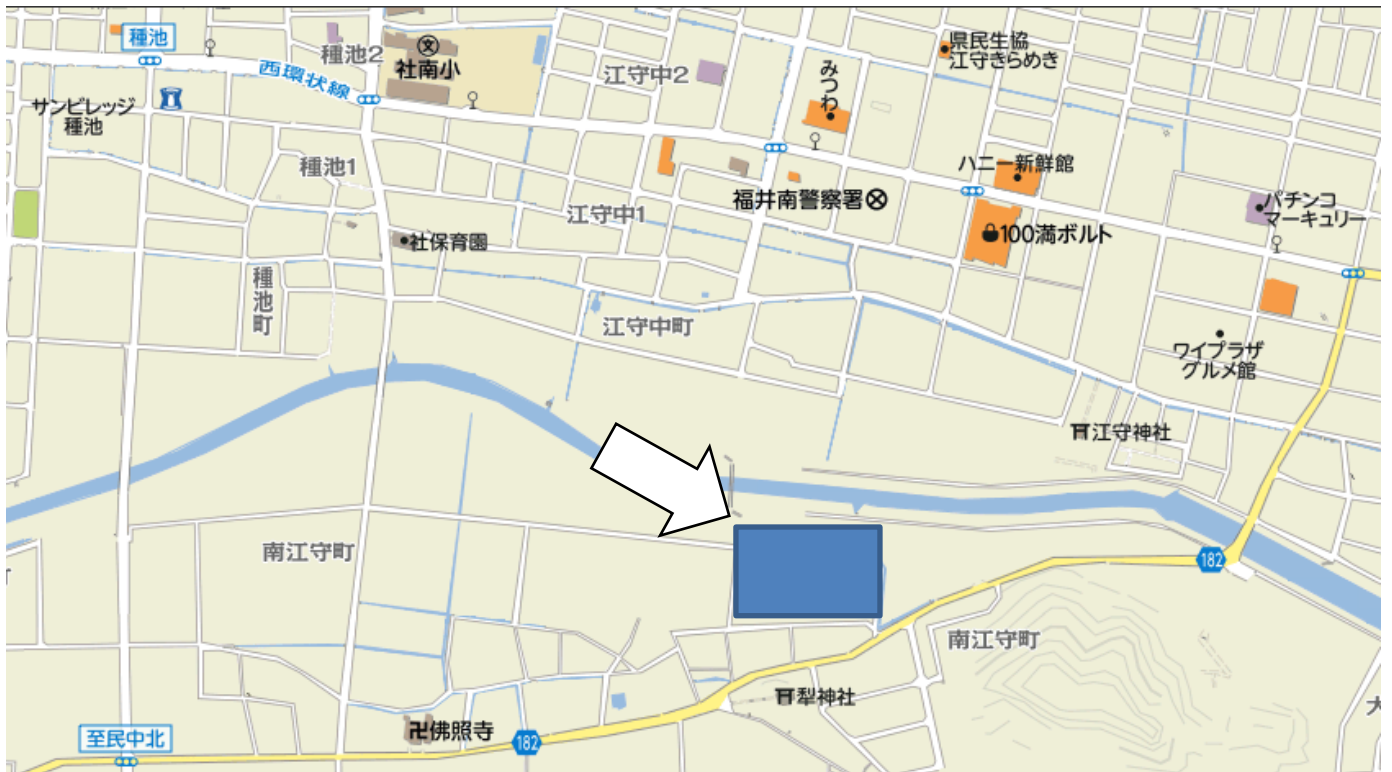 種池
種池2
社南小
江守中2
県民生協
江守きらめき
みつわ
西環状線
サンビレッジ
種池
種池1
ハニー新鮮館
福井南警察署
パチンコ
マーキュリー
江守中1
100満ボルト
社保育園
種池町
江守中町
ワイプラザ
グルメ館
江守神社
南江守町
182
南江守町
犁神社
佛照寺
182
至民中北
大